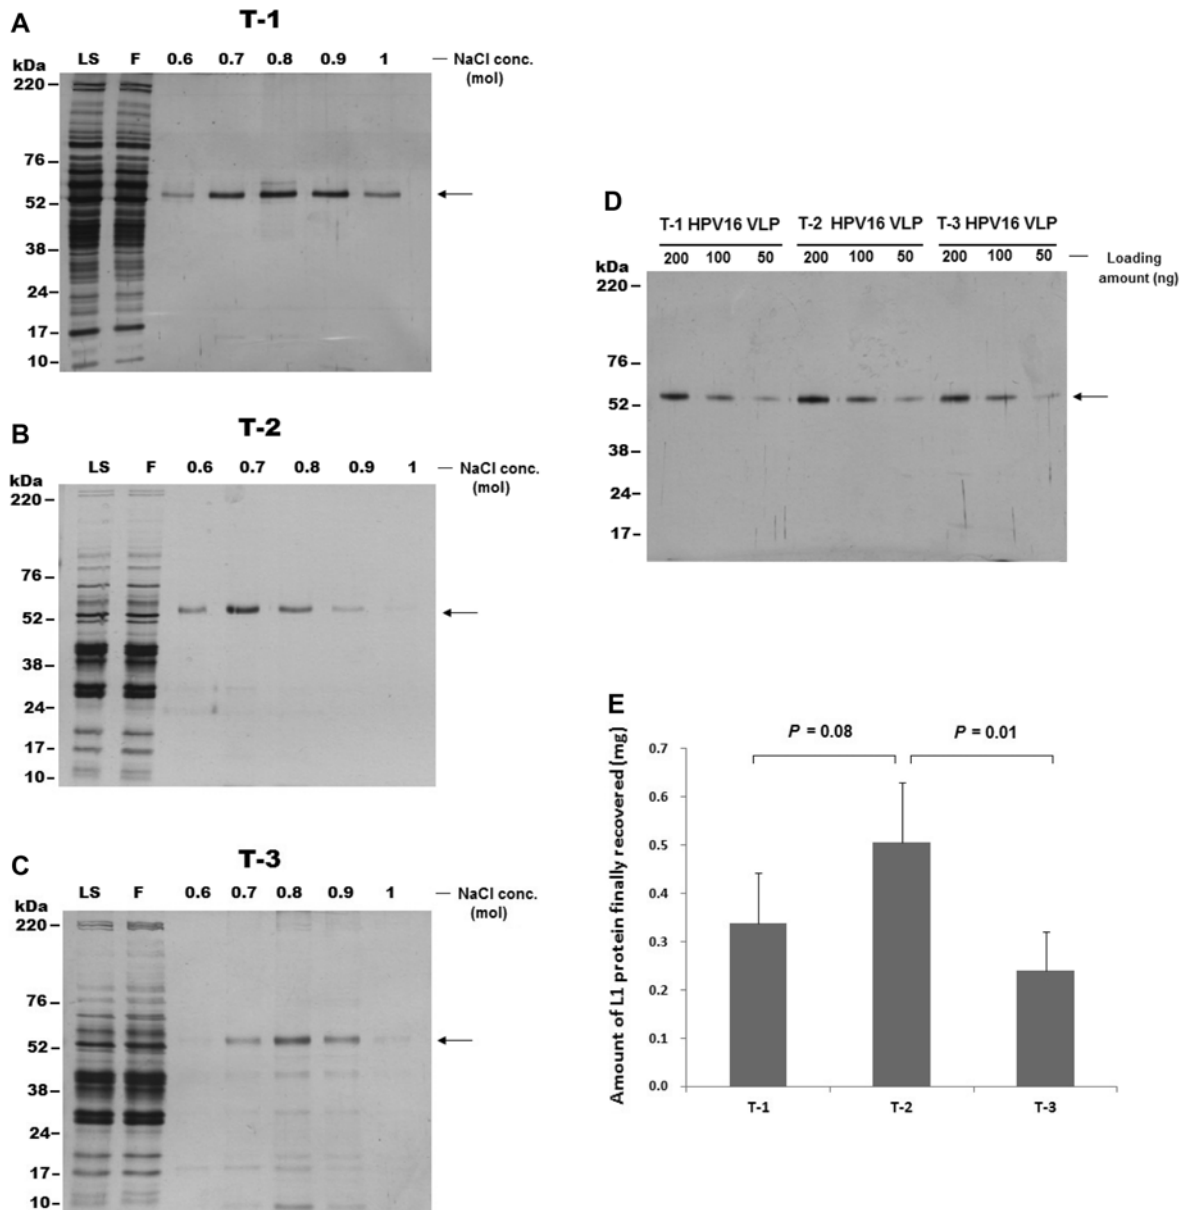 A
T-1
LS F 0.6 0.7 0.8 0.9 1 — NaCl conc.
(mol)
kDa
220–
76–
52–
38–
24–
17–
10–
B
T-2
LS F 0.6 0.7 0.8 0.9 1 — NaCl conc.
(mol)
kDa
220–
76–
52–
38–
24–
17–
10–
C
T-3
LS F 0.6 0.7 0.8 0.9 1 — NaCl conc.
(mol)
kDa
220–
76–
52–
38–
24–
17–
10–
D
T-1 HPV16 VLP T-2 HPV16 VLP T-3 HPV16 VLP
200 100 50 200 100 50 200 100 50 — Loading
amount (ng)
kDa
220–
76–
52–
38–
24–
17–
E
P = 0.08 P = 0.01
Amount of L1 protein finally recovered (mg)
0.7
0.6
0.5
0.4
0.3
0.2
0.1
0.0
T-1 T-2 T-3